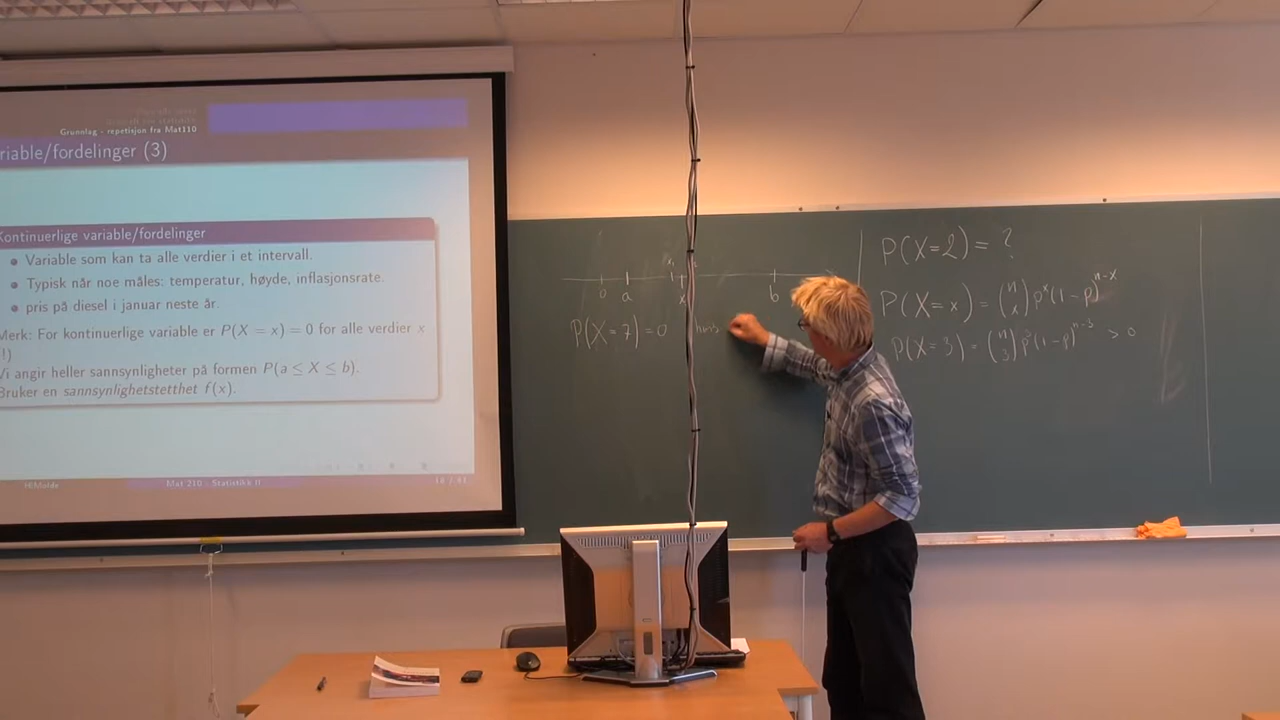 Grunnlag - repetisjon fra Mat110
riable/fordelinger (3)
Kontinuerlige variable/fordelinger
Variable som kan ta alle verdier i et intervall.
Typisk når noe måles: temperatur, høyde, inflasjonsrate.
pris på diesel i januar neste år.
Merk: For kontinuerlige variable er P(X = x) = 0 for alle verdier x
!)
Vi angir heller sannsynligheter på formen P(a ≤ X ≤ b).
Bruker en sannsynlighetstetthet f(x).
HiMolde
Mat 210 - Statistikk II
0 a x b
P(X=7)=0 hvis
P(X=2)= ?
P(X=x) = (n x) p^x (1-p)^{n-x}
P(X=3) = (n 3) p^3 (1-p)^{n-3} > 0